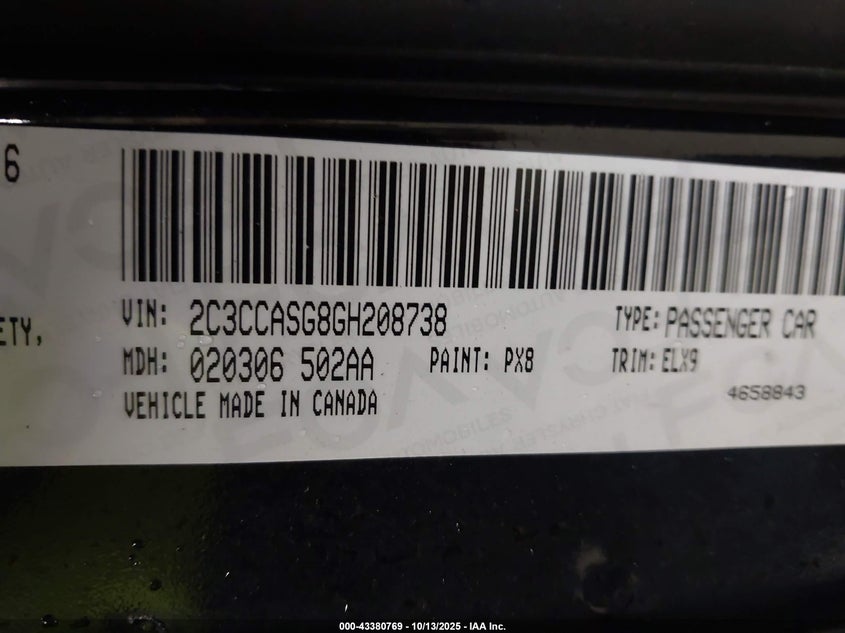 6
ETY,
VIN: 2C3CCASG8GH208738 TYPE: PASSENGER CAR
MDH: 020306 502AA PAINT: PX8 TRIM: ELX9
VEHICLE MADE IN CANADA
4658843
000-43380769 - 10/13/2025 - IAA Inc.